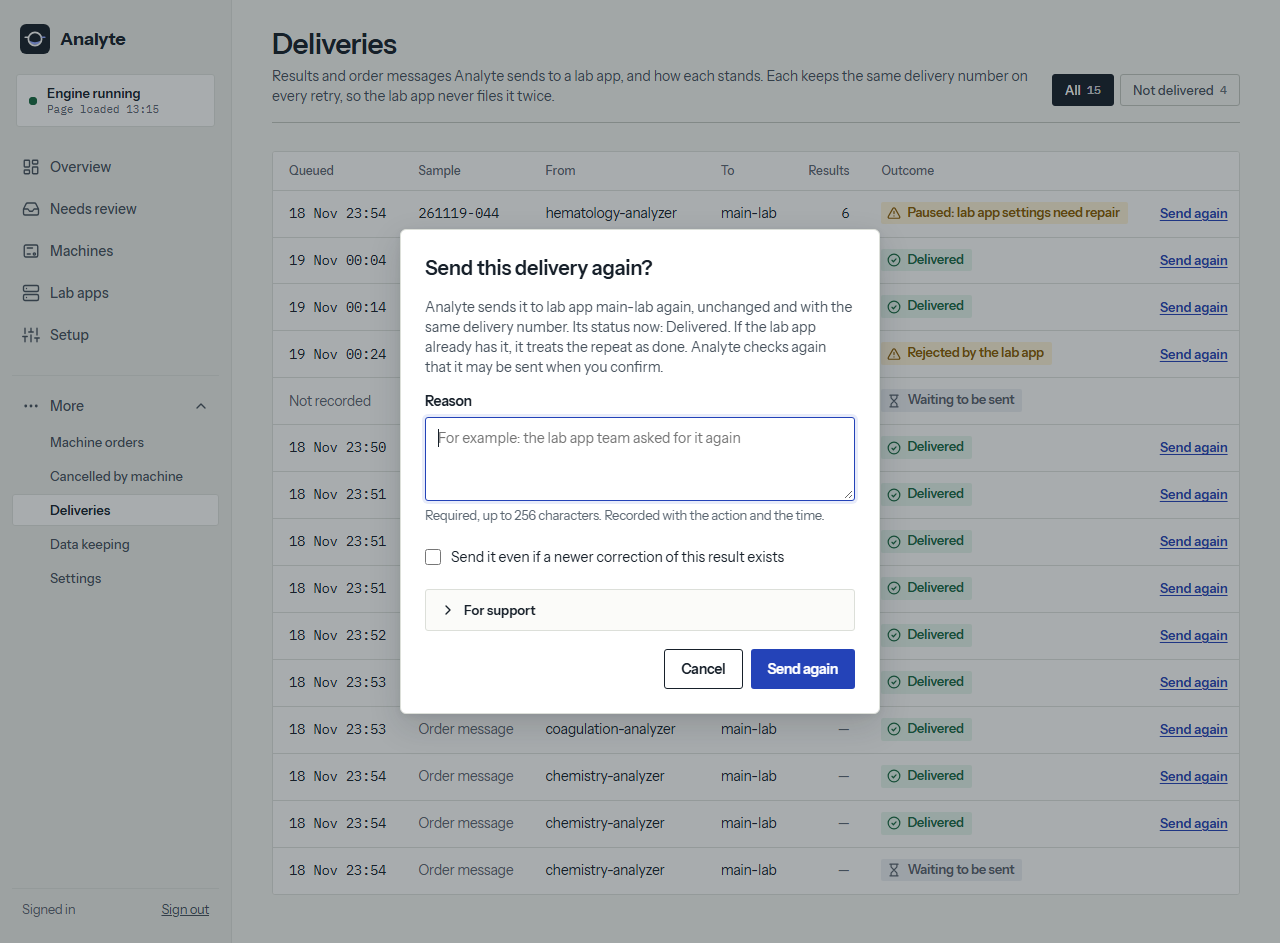 Analyte
Engine running
Page loaded 13:15
Overview
Needs review
Machines
Lab apps
Setup
More
Machine orders
Cancelled by machine
Deliveries
Data keeping
Settings
Signed in
Sign out
Deliveries
Results and order messages Analyte sends to a lab app, and how each stands. Each keeps the same delivery number on
every retry, so the lab app never files it twice.
All 15
Not delivered 4
Queued Sample From To Results Outcome
18 Nov 23:54 261119-044 hematology-analyzer main-lab 6 Paused: lab app settings need repair Send again
19 Nov 00:04 Delivered Send again
19 Nov 00:14 Delivered Send again
19 Nov 00:24 Rejected by the lab app Send again
Not recorded Waiting to be sent
18 Nov 23:50 Delivered Send again
18 Nov 23:51 Delivered Send again
18 Nov 23:51 Delivered Send again
18 Nov 23:51 Delivered Send again
18 Nov 23:52 Delivered Send again
18 Nov 23:53 Delivered Send again
18 Nov 23:53 Order message coagulation-analyzer main-lab — Delivered Send again
18 Nov 23:54 Order message chemistry-analyzer main-lab — Delivered Send again
18 Nov 23:54 Order message chemistry-analyzer main-lab — Delivered Send again
18 Nov 23:54 Order message chemistry-analyzer main-lab — Waiting to be sent
Send this delivery again?
Analyte sends it to lab app main-lab again, unchanged and with the
same delivery number. Its status now: Delivered. If the lab app
already has it, it treats the repeat as done. Analyte checks again
that it may be sent when you confirm.
Reason
For example: the lab app team asked for it again
Required, up to 256 characters. Recorded with the action and the time.
Send it even if a newer correction of this result exists
For support
Cancel
Send again